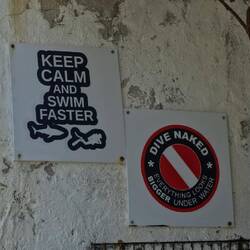 KEEP
CALM
AND
SWIM
FASTER
DIVE NAKED
EVERYTHING LOOKS
BIGGER UNDER WATER